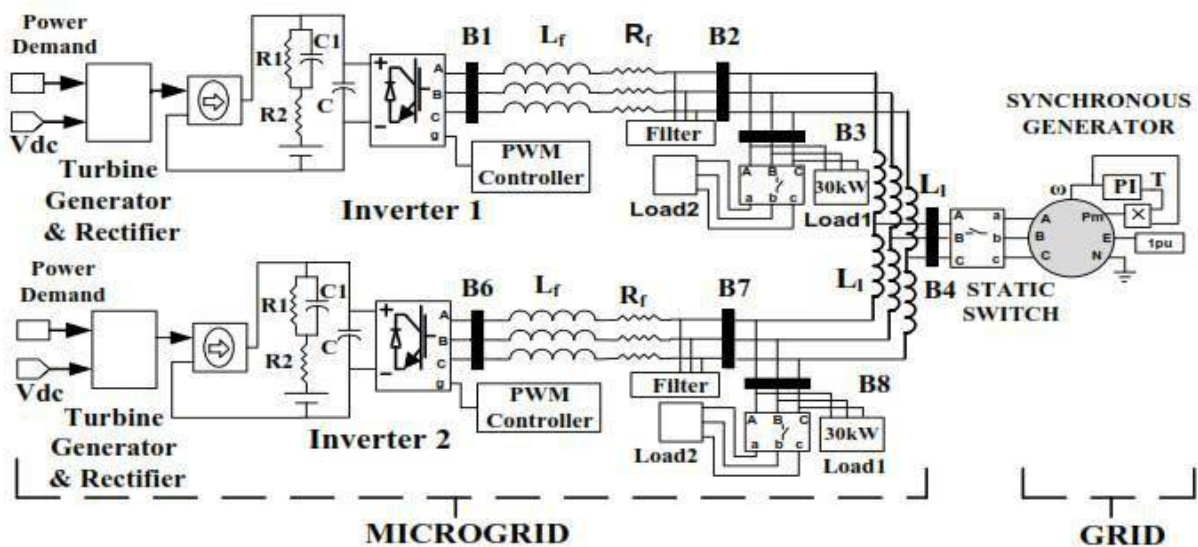 Power
Demand
Vdc
Turbine
Generator
& Rectifier
R1
C1
R2
C
+
−
A
B
C
g
Inverter 1
B1
Lf
Rf
B2
PWM
Controller
Filter
B3
A B C
a b c
Load2
30kW
Load1
Ll
SYNCHRONOUS
GENERATOR
ω
PI
T
Pm
×
A
B
C
a
b
c
A
B
C
E
N
1pu
B4
STATIC
SWITCH
Power
Demand
Vdc
Turbine
Generator
& Rectifier
R1
C1
R2
C
+
−
A
B
C
g
Inverter 2
B6
Lf
Rf
B7
Ll
PWM
Controller
Filter
B8
A B C
a b c
Load2
30kW
Load1
MICROGRID
GRID